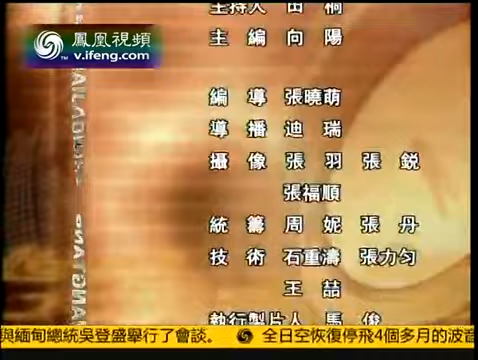 主持人 田 桐
主 編 向 陽
鳳凰視頻
v.ifeng.com
編 導 張曉萌
導 播 迪 瑞
攝 像 張 羽 張 銳
張福順
統 籌 周 妮 張 丹
技 術 石重濤 張力勻
王 喆
執行製片人 馬 俊
與緬甸總統吳登盛舉行了會談。 全日空恢復停飛4個多月的波音